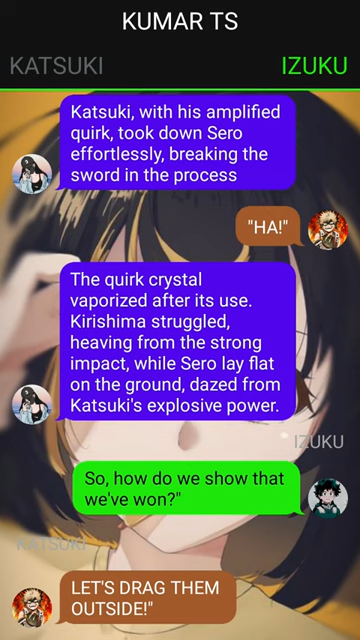 KUMAR TS
KATSUKI
IZUKU
Katsuki, with his amplified
quirk, took down Sero
effortlessly, breaking the
sword in the process
"HA!"
The quirk crystal
vaporized after its use.
Kirishima struggled,
heaving from the strong
impact, while Sero lay flat
on the ground, dazed from
Katsuki's explosive power.
IZUKU
So, how do we show that
we've won?"
KATSUKI
LET'S DRAG THEM
OUTSIDE!"